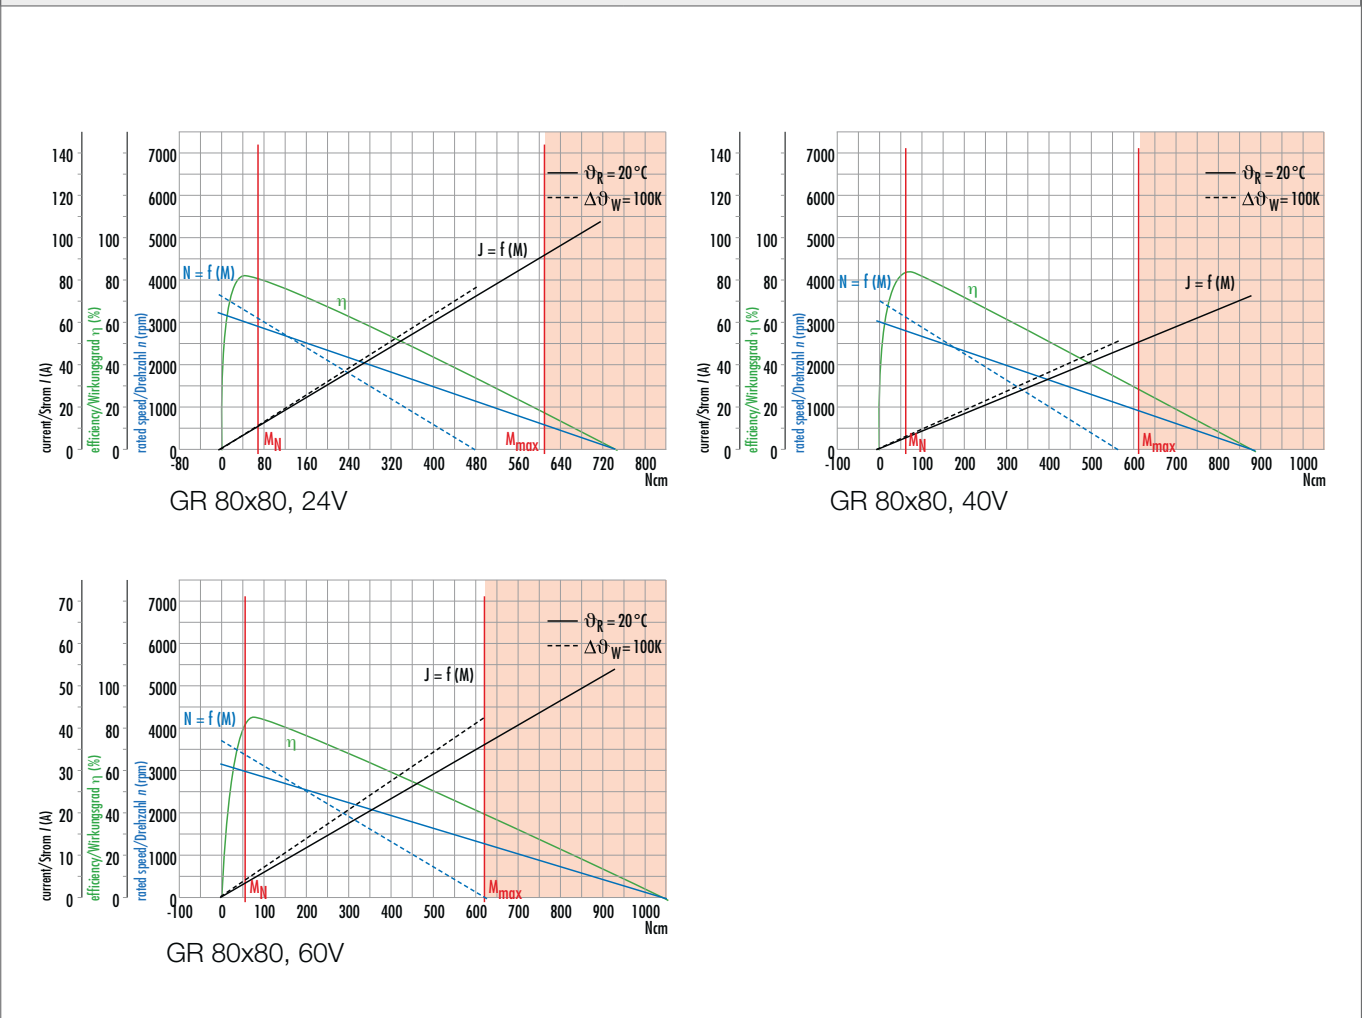 140 7000
120 6000
100 100 5000
80 80 4000
60 60 3000
40 40 2000
20 20 1000
0 0 0
current/Strom I (A)
efficiency/Wirkungsgrad η (%)
rated speed/Drehzahl n (rpm)
ϑR = 20°C
Δϑ W = 100K
J = f (M)
N = f (M)
η
MN
Mmax
-80 0 80 160 240 320 400 480 560 640 720 800
Ncm
GR 80x80, 24V
140 7000
120 6000
100 100 5000
80 80 4000
60 60 3000
40 40 2000
20 20 1000
0 0 0
current/Strom I (A)
efficiency/Wirkungsgrad η (%)
rated speed/Drehzahl n (rpm)
ϑR = 20°C
Δϑ W = 100K
J = f (M)
N = f (M)
η
MN
Mmax
-100 0 100 200 300 400 500 600 700 800 900 1000
Ncm
GR 80x80, 40V
70 7000
60 6000
50 100 5000
40 80 4000
30 60 3000
20 40 2000
10 20 1000
0 0 0
current/Strom I (A)
efficiency/Wirkungsgrad η (%)
rated speed/Drehzahl n (rpm)
ϑR = 20°C
Δϑ W = 100K
J = f (M)
N = f (M)
η
MN
Mmax
-100 0 100 200 300 400 500 600 700 800 900 1000
Ncm
GR 80x80, 60V